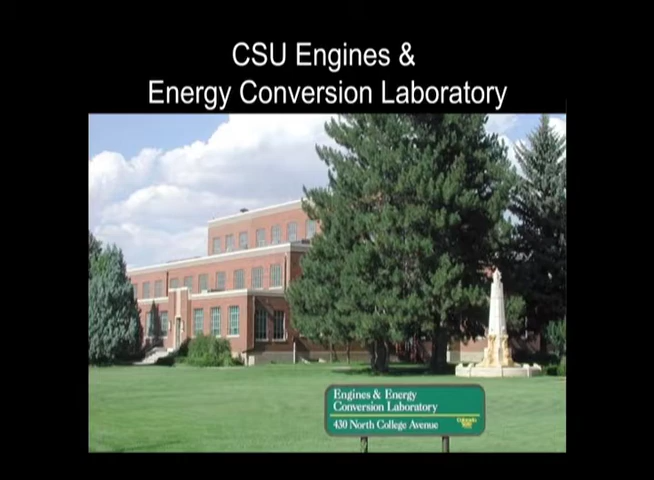 CSU Engines &
Energy Conversion Laboratory
Engines & Energy
Conversion Laboratory
430 North College Avenue